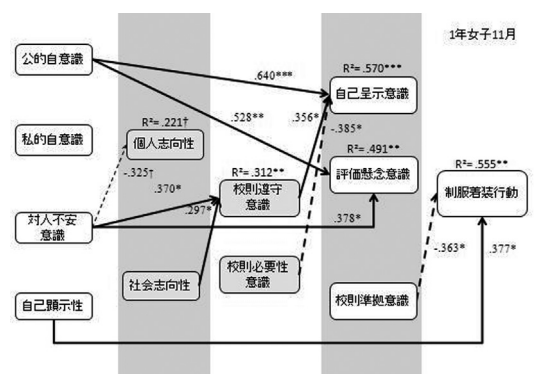 1年女子11月
公的自意識
R²= .570***
.640***
自己呈示意識
R²= .221†
.528**
.356*
-.385*
私的自意識
個人志向性
R²= .491**
-.325†
R²= .312**
評価懸念意識
R²= .555**
.370*
校則遵守
意識
制服着装行動
.297*
対人不安
意識
.378*
-.363*
.377*
社会志向性
校則必要性
意識
自己顕示性
校則準拠意識